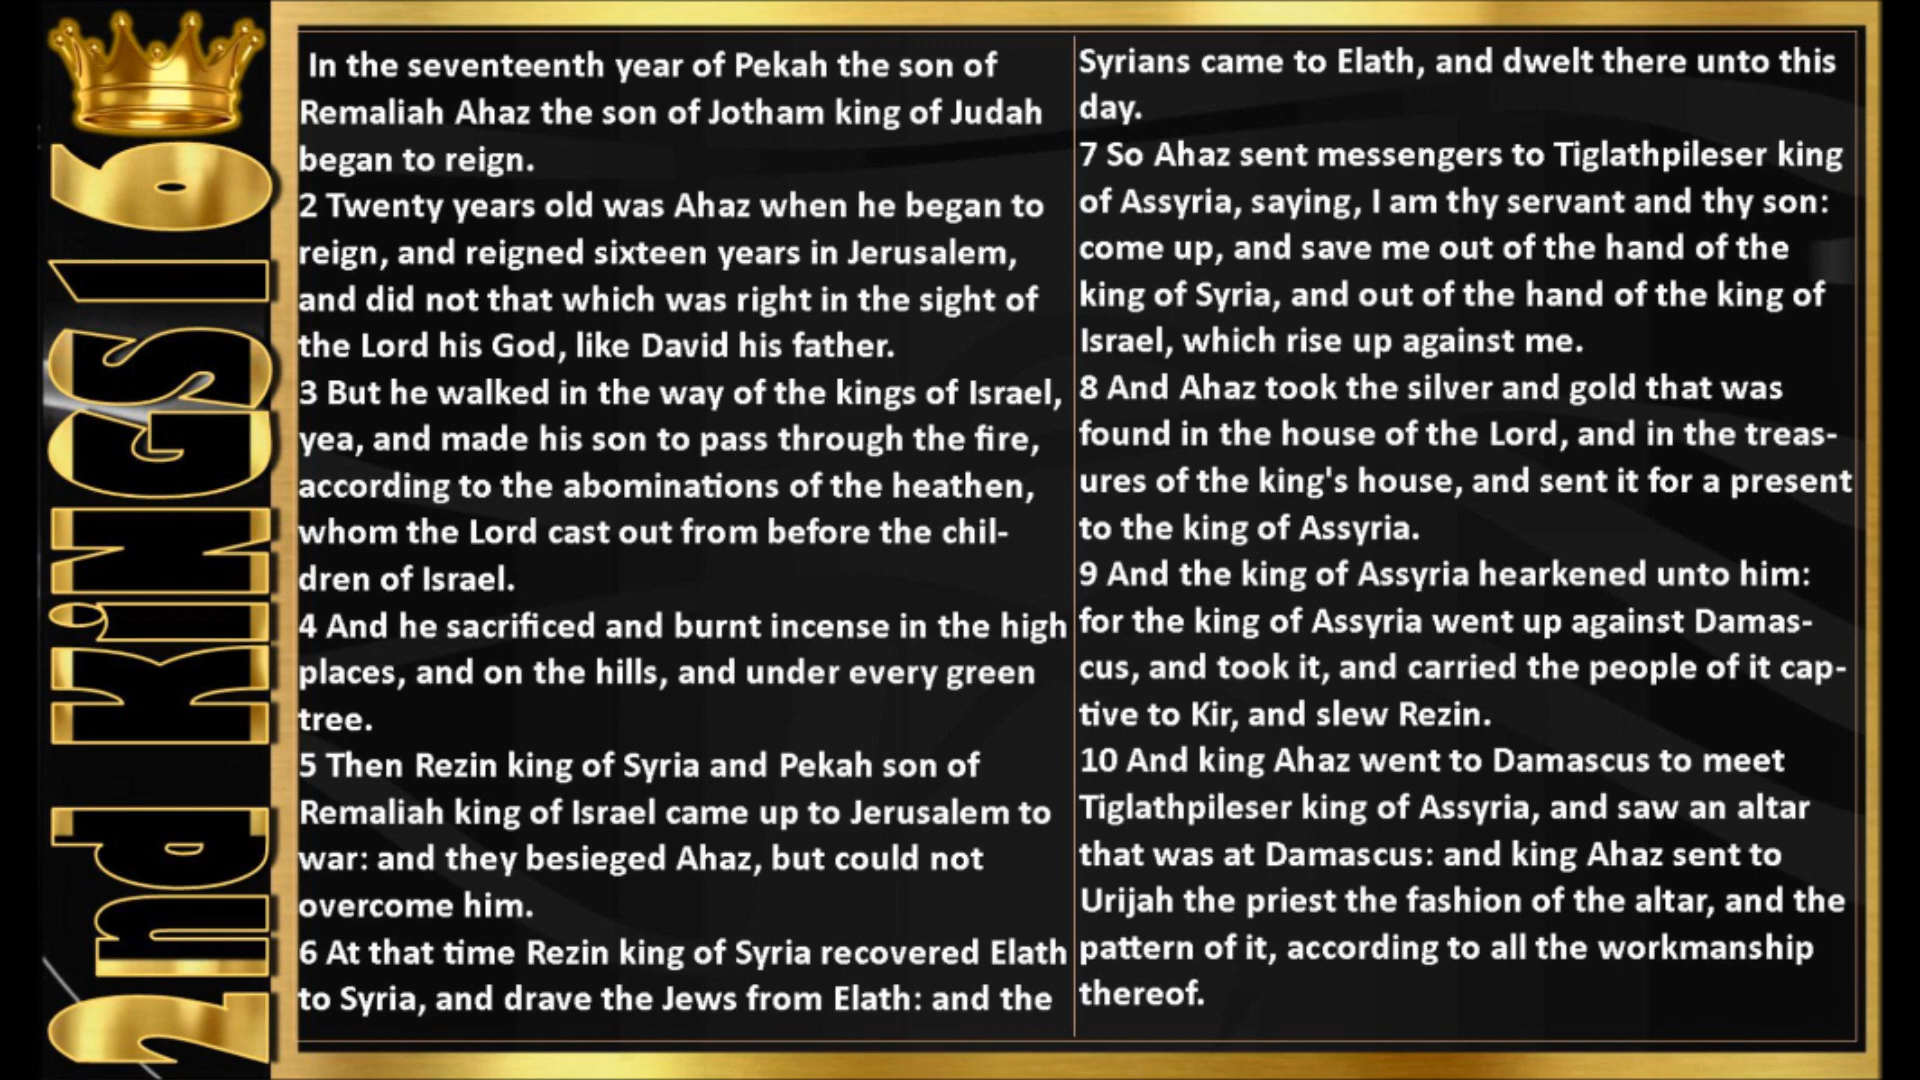 2nd KiNGS 16
In the seventeenth year of Pekah the son of
Remaliah Ahaz the son of Jotham king of Judah
began to reign.
2 Twenty years old was Ahaz when he began to
reign, and reigned sixteen years in Jerusalem,
and did not that which was right in the sight of
the Lord his God, like David his father.
3 But he walked in the way of the kings of Israel,
yea, and made his son to pass through the fire,
according to the abominations of the heathen,
whom the Lord cast out from before the chil-
dren of Israel.
4 And he sacrificed and burnt incense in the high
places, and on the hills, and under every green
tree.
5 Then Rezin king of Syria and Pekah son of
Remaliah king of Israel came up to Jerusalem to
war: and they besieged Ahaz, but could not
overcome him.
6 At that time Rezin king of Syria recovered Elath
to Syria, and drave the Jews from Elath: and the
Syrians came to Elath, and dwelt there unto this
day.
7 So Ahaz sent messengers to Tiglathpileser king
of Assyria, saying, I am thy servant and thy son:
come up, and save me out of the hand of the
king of Syria, and out of the hand of the king of
Israel, which rise up against me.
8 And Ahaz took the silver and gold that was
found in the house of the Lord, and in the treas-
ures of the king's house, and sent it for a present
to the king of Assyria.
9 And the king of Assyria hearkened unto him:
for the king of Assyria went up against Damas-
cus, and took it, and carried the people of it cap-
tive to Kir, and slew Rezin.
10 And king Ahaz went to Damascus to meet
Tiglathpileser king of Assyria, and saw an altar
that was at Damascus: and king Ahaz sent to
Urijah the priest the fashion of the altar, and the
pattern of it, according to all the workmanship
thereof.